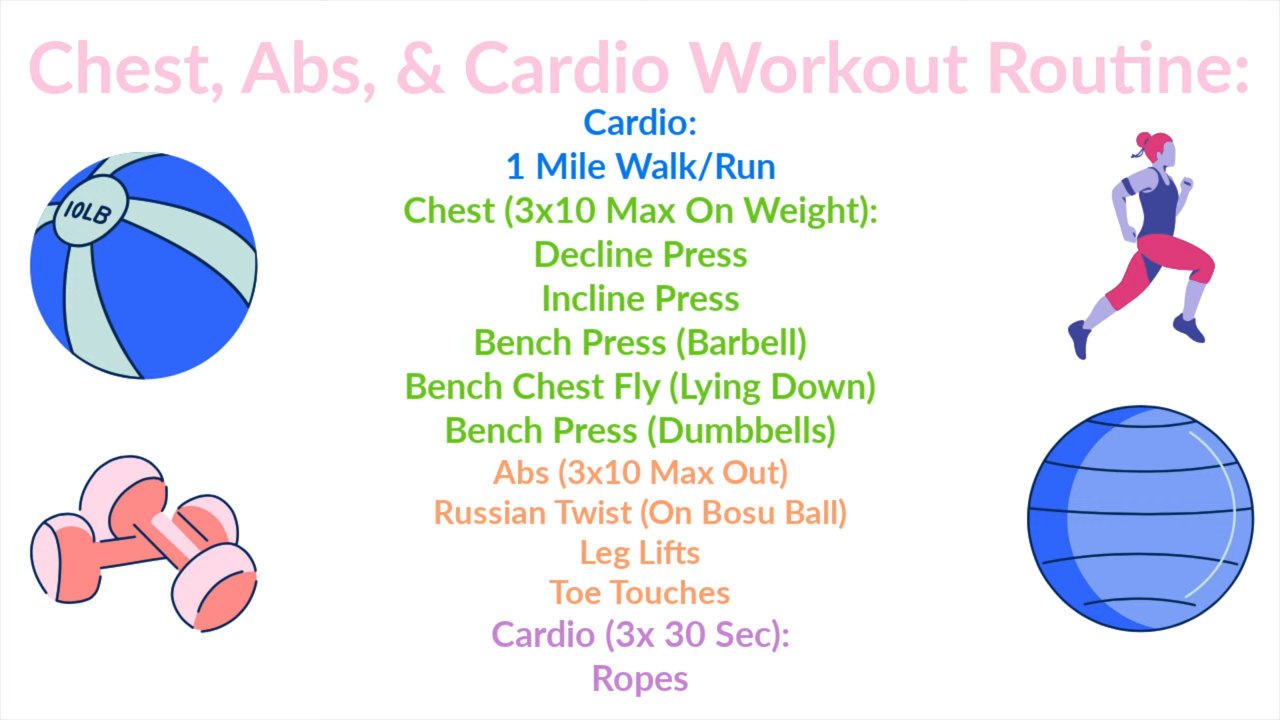 Chest, Abs, & Cardio Workout Routine:
Cardio:
1 Mile Walk/Run
Chest (3x10 Max On Weight):
Decline Press
Incline Press
Bench Press (Barbell)
Bench Chest Fly (Lying Down)
Bench Press (Dumbbells)
Abs (3x10 Max Out)
Russian Twist (On Bosu Ball)
Leg Lifts
Toe Touches
Cardio (3x 30 Sec):
Ropes
10LB